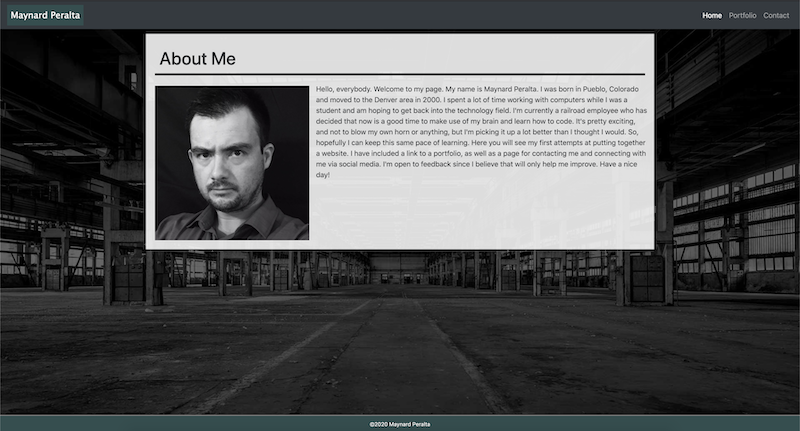 Maynard Peralta
Home Portfolio Contact
About Me
Hello, everybody. Welcome to my page. My name is Maynard Peralta. I was born in Pueblo, Colorado
and moved to the Denver area in 2000. I spent a lot of time working with computers while I was a
student and am hoping to get back into the technology field. I'm currently a railroad employee who has
decided that now is a good time to make use of my brain and learn how to code. It's pretty exciting,
and not to blow my own horn or anything, but I'm picking it up a lot better than I thought I would. So,
hopefully I can keep this same pace of learning. Here you will see my first attempts at putting together
a website. I have included a link to a portfolio, as well as a page for contacting me and connecting with
me via social media. I'm open to feedback since I believe that will only help me improve. Have a nice
day!
©2020 Maynard Peralta